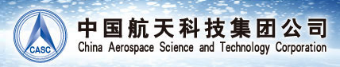 CASC
中国航天科技集团公司
China Aerospace Science and Technology Corporation